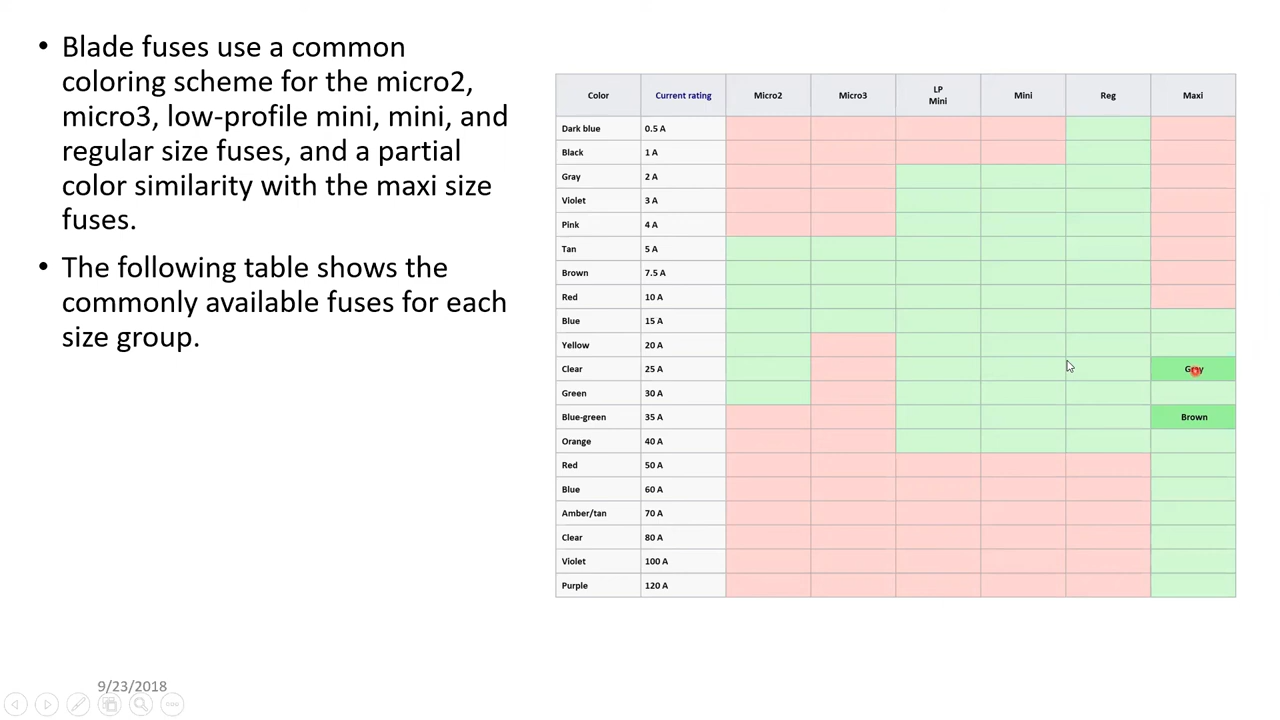 • Blade fuses use a common
coloring scheme for the micro2,
micro3, low-profile mini, mini, and
regular size fuses, and a partial
color similarity with the maxi size
fuses.
• The following table shows the
commonly available fuses for each
size group.
Color Current rating Micro2 Micro3 LP Mini Mini Reg Maxi
Dark blue 0.5 A
Black 1 A
Gray 2 A
Violet 3 A
Pink 4 A
Tan 5 A
Brown 7.5 A
Red 10 A
Blue 15 A
Yellow 20 A
Clear 25 A Gray
Green 30 A
Blue-green 35 A Brown
Orange 40 A
Red 50 A
Blue 60 A
Amber/tan 70 A
Clear 80 A
Violet 100 A
Purple 120 A
9/23/2018